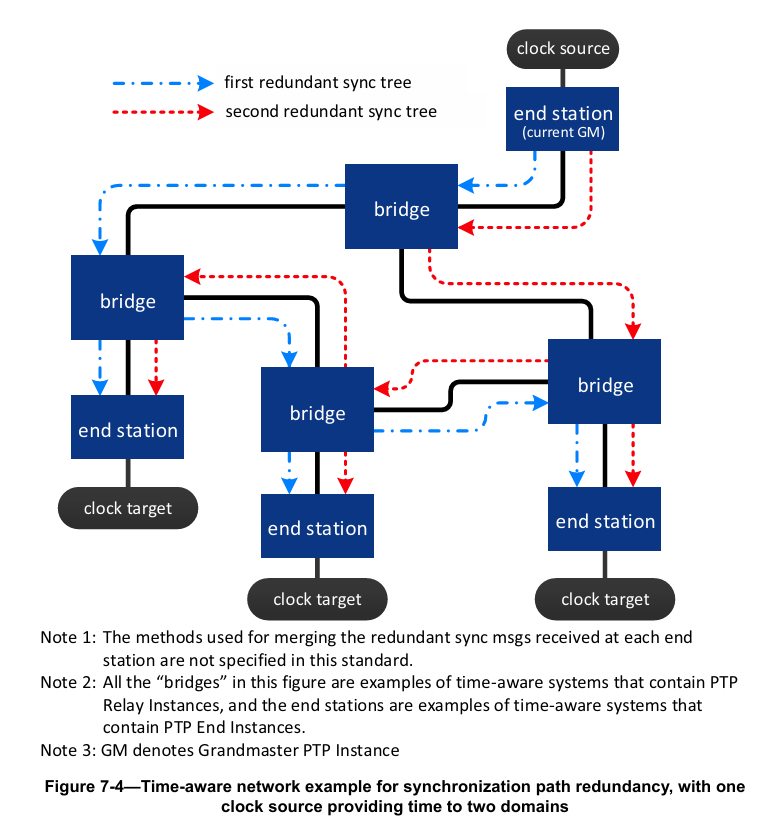 clock source
first redundant sync tree
second redundant sync tree
end station
(current GM)
bridge
bridge
bridge
bridge
end station
end station
end station
clock target
clock target
clock target
Note 1: The methods used for merging the redundant sync msgs received at each end
station are not specified in this standard.
Note 2: All the “bridges” in this figure are examples of time-aware systems that contain PTP
Relay Instances, and the end stations are examples of time-aware systems that
contain PTP End Instances.
Note 3: GM denotes Grandmaster PTP Instance
Figure 7-4—Time-aware network example for synchronization path redundancy, with one
clock source providing time to two domains